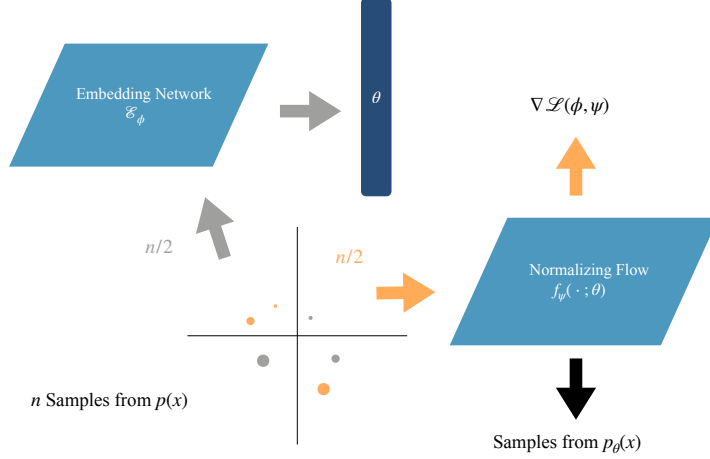 Embedding Network
ℰ_ϕ
θ
∇ℒ(ϕ, ψ)
n/2
n/2
Normalizing Flow
f_ψ( · ; θ)
n Samples from p(x)
Samples from p_θ(x)